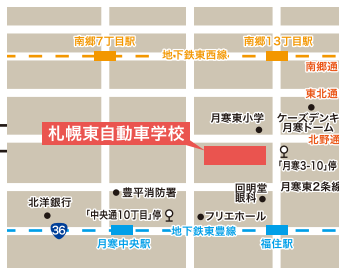 南郷7丁目駅
南郷13丁目駅
地下鉄東西線
南郷通
東北通
月寒東小学
ケーズデンキ
月寒ドーム
北野通
札幌東自動車学校
「月寒3-10」停
月寒東2条線
回明堂
眼科
豊平消防署
北洋銀行
「中央通10丁目」停
フリエホール
36
地下鉄東豊線
月寒中央駅
福住駅